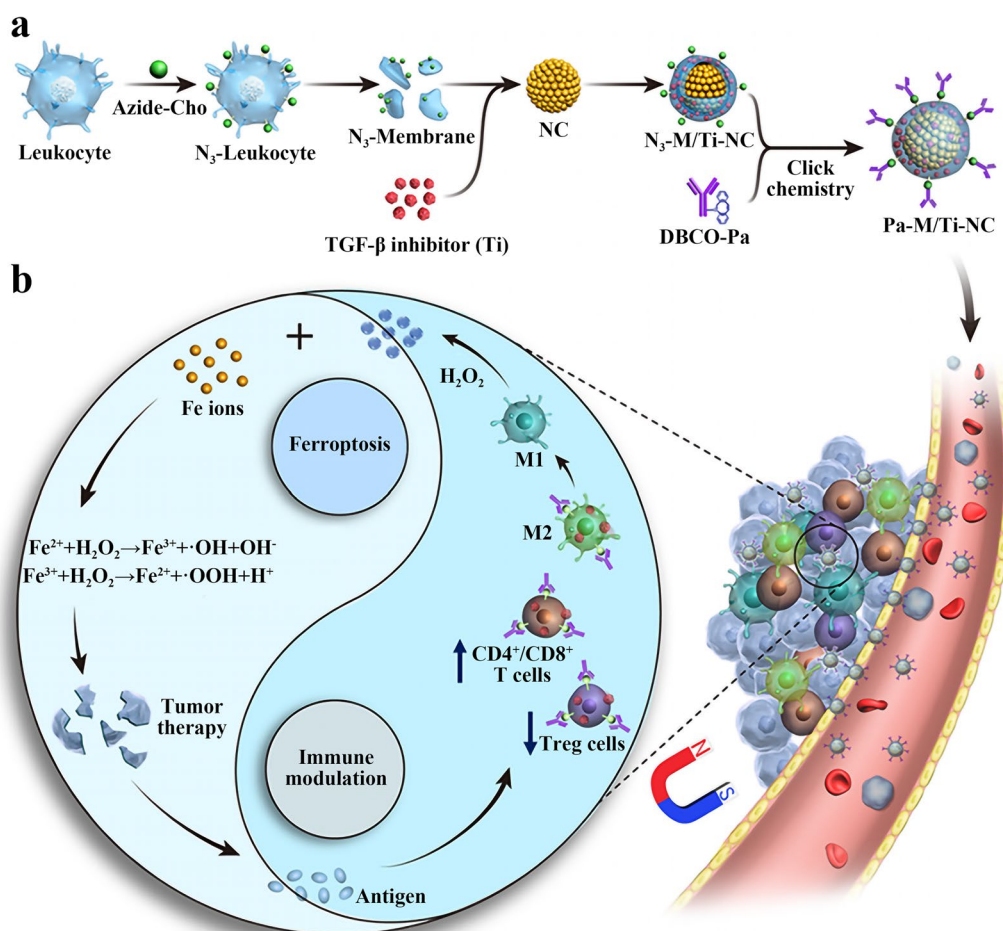 a
Leukocyte
Azide-Cho
N₃-Leukocyte
N₃-Membrane
TGF-β inhibitor (Ti)
NC
N₃-M/Ti-NC
DBCO-Pa
Click
chemistry
Pa-M/Ti-NC
b
Fe ions
+
H₂O₂
Ferroptosis
M1
M2
Fe²⁺+H₂O₂→Fe³⁺+·OH+OH⁻
Fe³⁺+H₂O₂→Fe²⁺+·OOH+H⁺
CD4⁺/CD8⁺
T cells
Tumor
therapy
Immune
modulation
Treg cells
Antigen
N
S